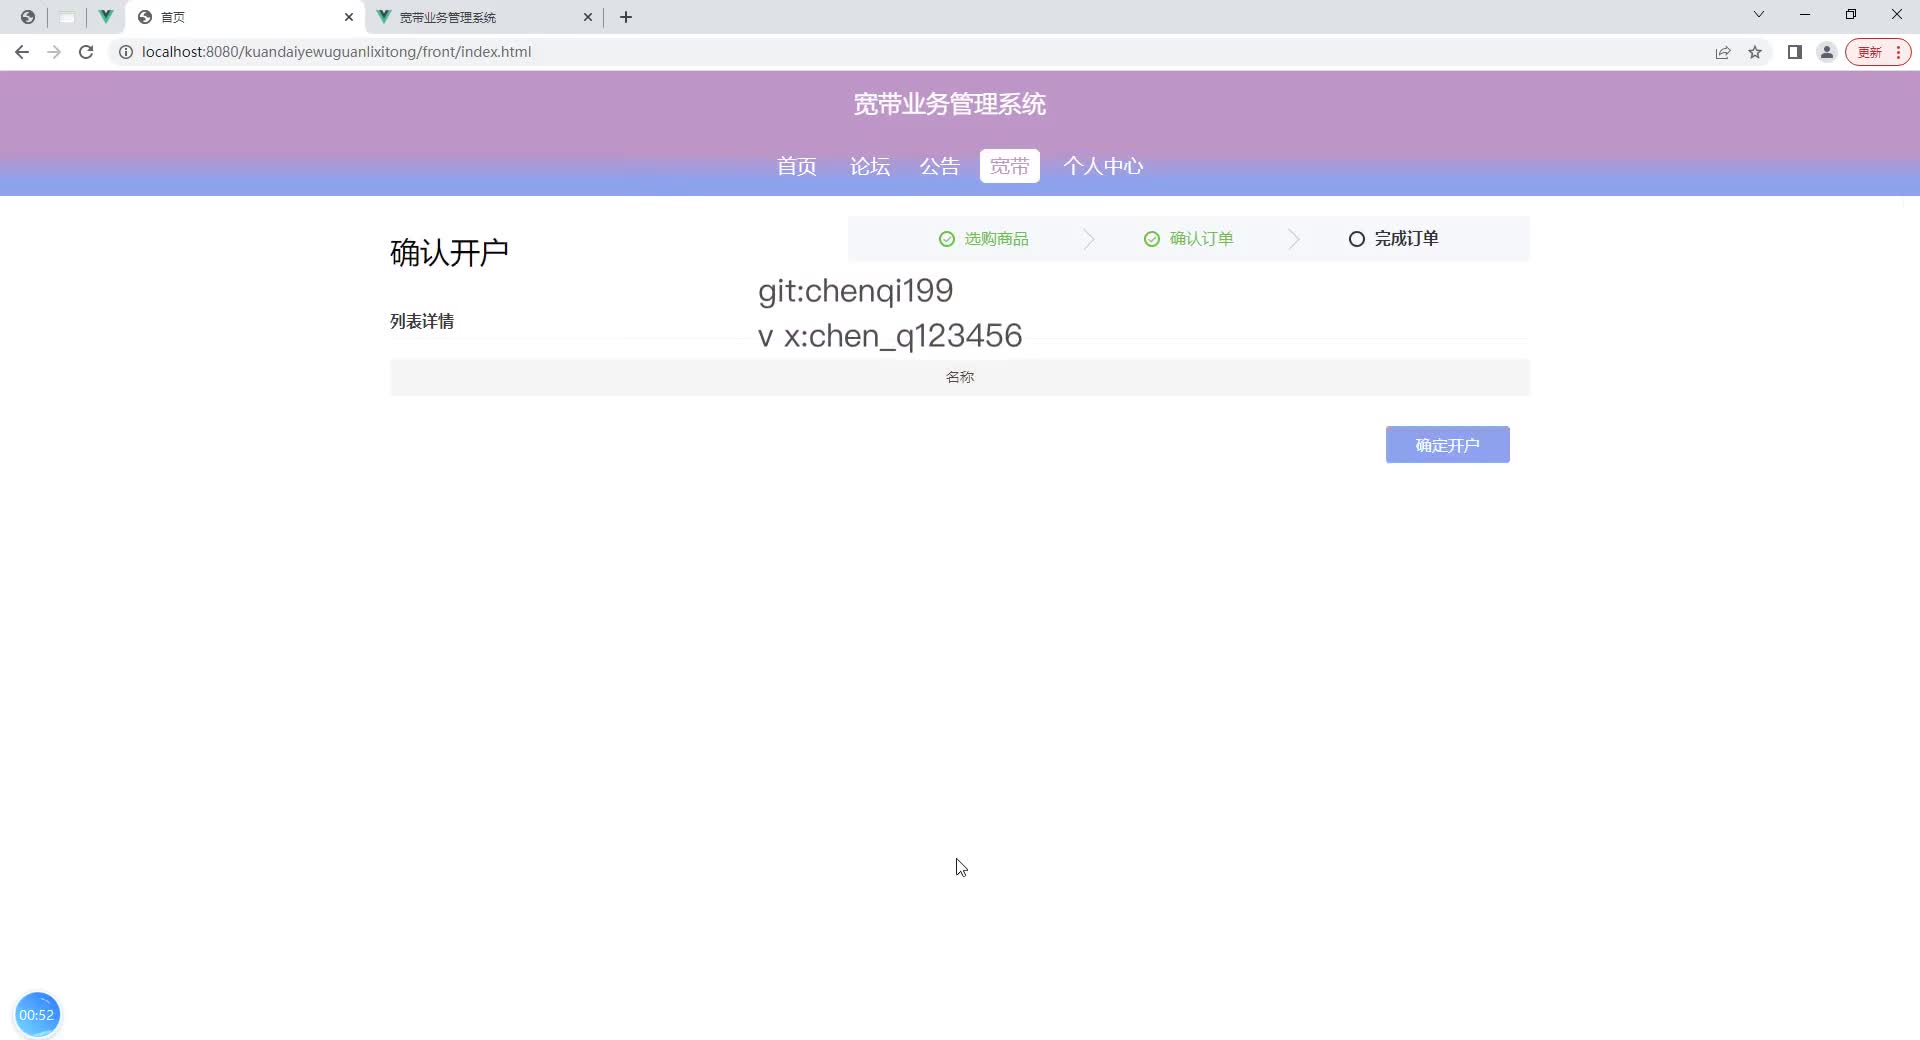 首页
宽带业务管理系统
localhost:8080/kuandaiyewuguanlixitong/front/index.html
更新
宽带业务管理系统
首页
论坛
公告
宽带
个人中心
确认开户
选购商品
确认订单
完成订单
git:chenqi199
v x:chen_q123456
列表详情
名称
确定开户
00:52